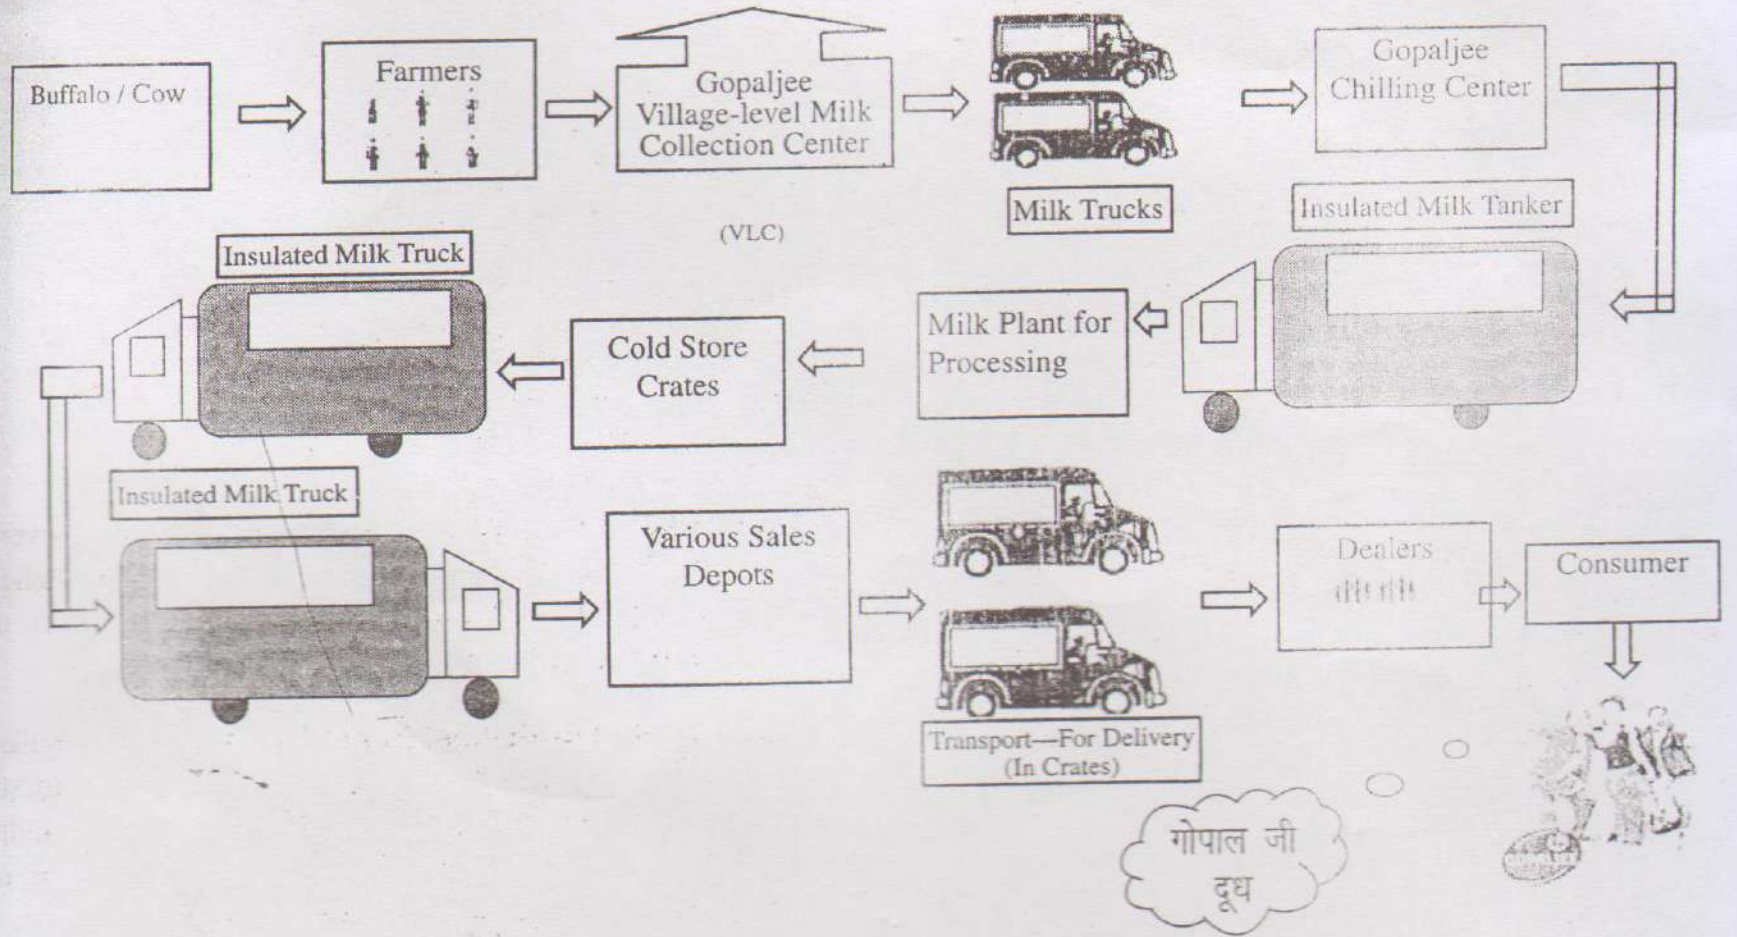 Buffalo / Cow
Farmers
Gopaljee
Village-level Milk
Collection Center
(VLC)
Milk Trucks
Gopaljee
Chilling Center
Insulated Milk Tanker
Milk Plant for
Processing
Cold Store
Crates
Insulated Milk Truck
Insulated Milk Truck
Various Sales
Depots
Transport—For Delivery
(In Crates)
Dealers
Consumer
गोपाल जी
दूध